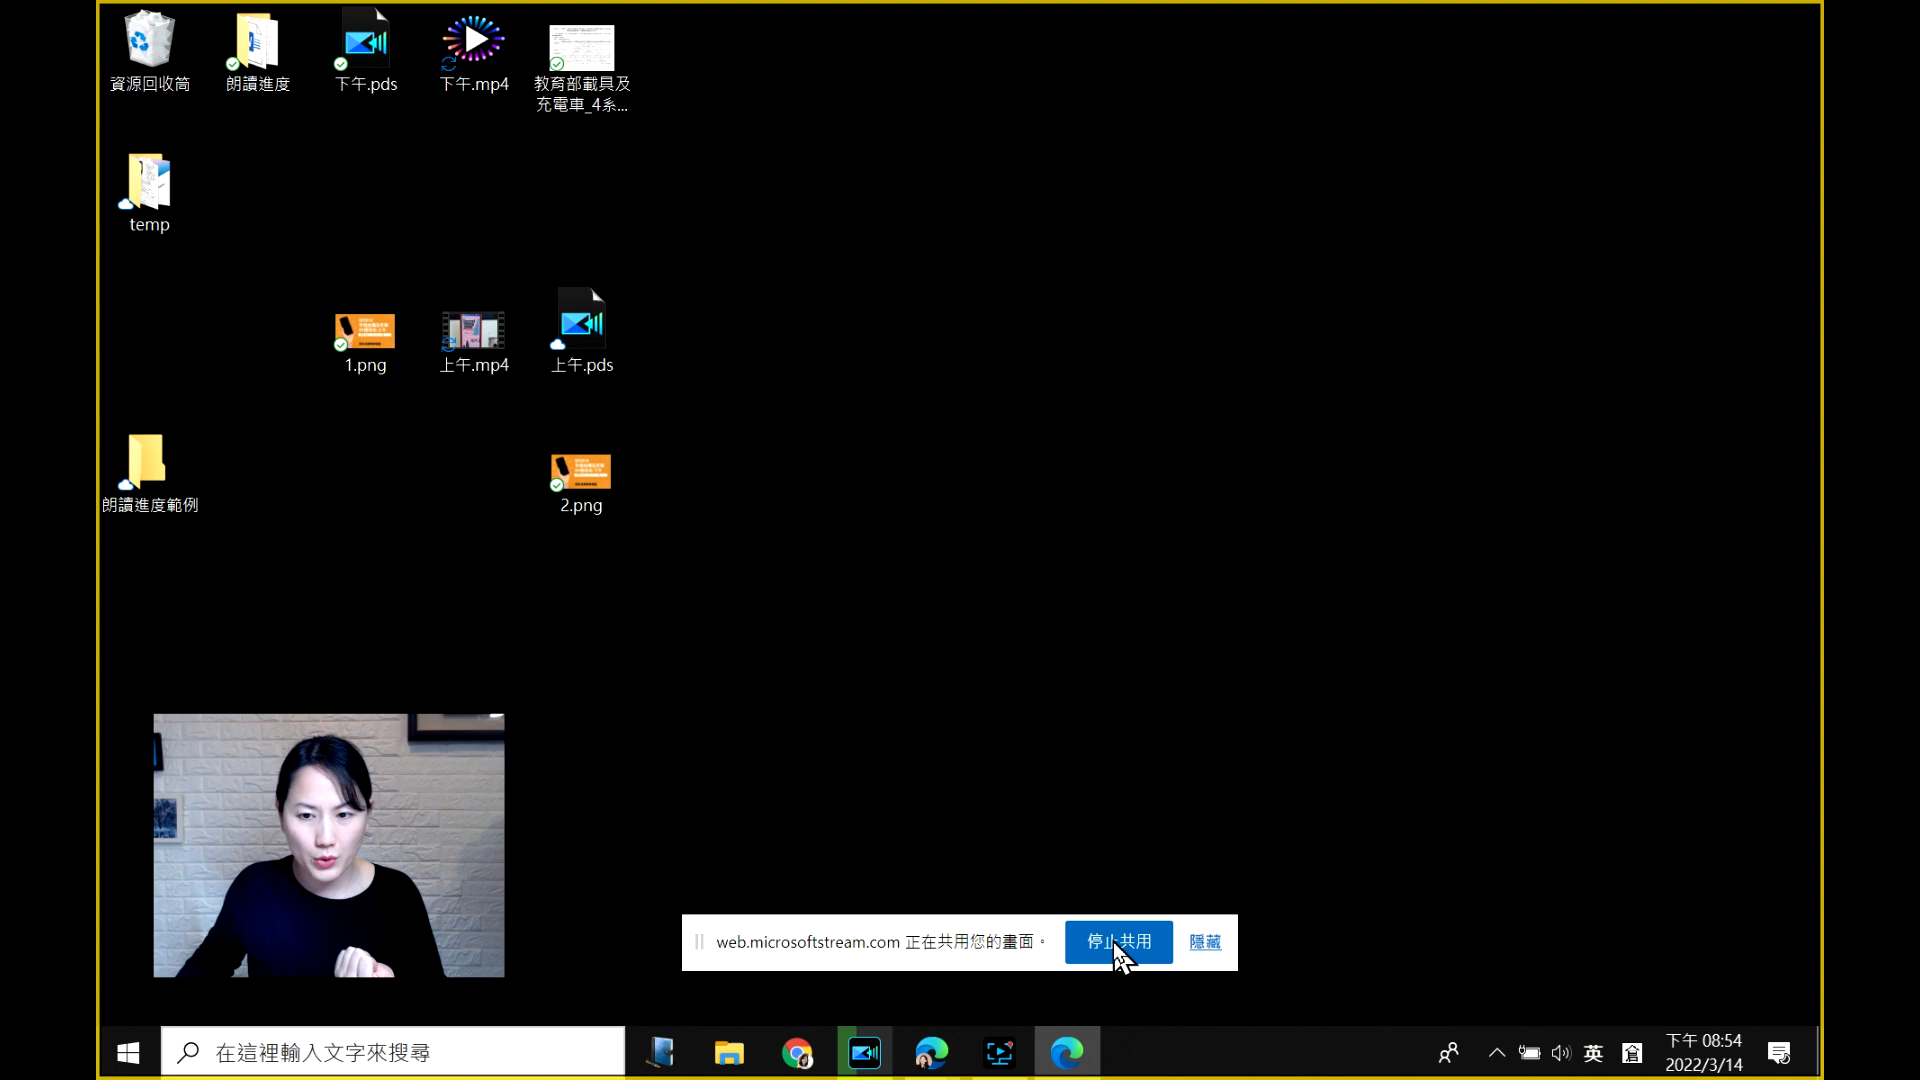 資源回收筒
朗讀進度
下午.pds
下午.mp4
教育部載具及
充電車_4系...
temp
1.png
上午.mp4
上午.pds
朗讀進度範例
2.png
web.microsoftstream.com 正在共用您的畫面。
停止共用
隱藏
在這裡輸入文字來搜尋
英
倉
下午 08:54
2022/3/14